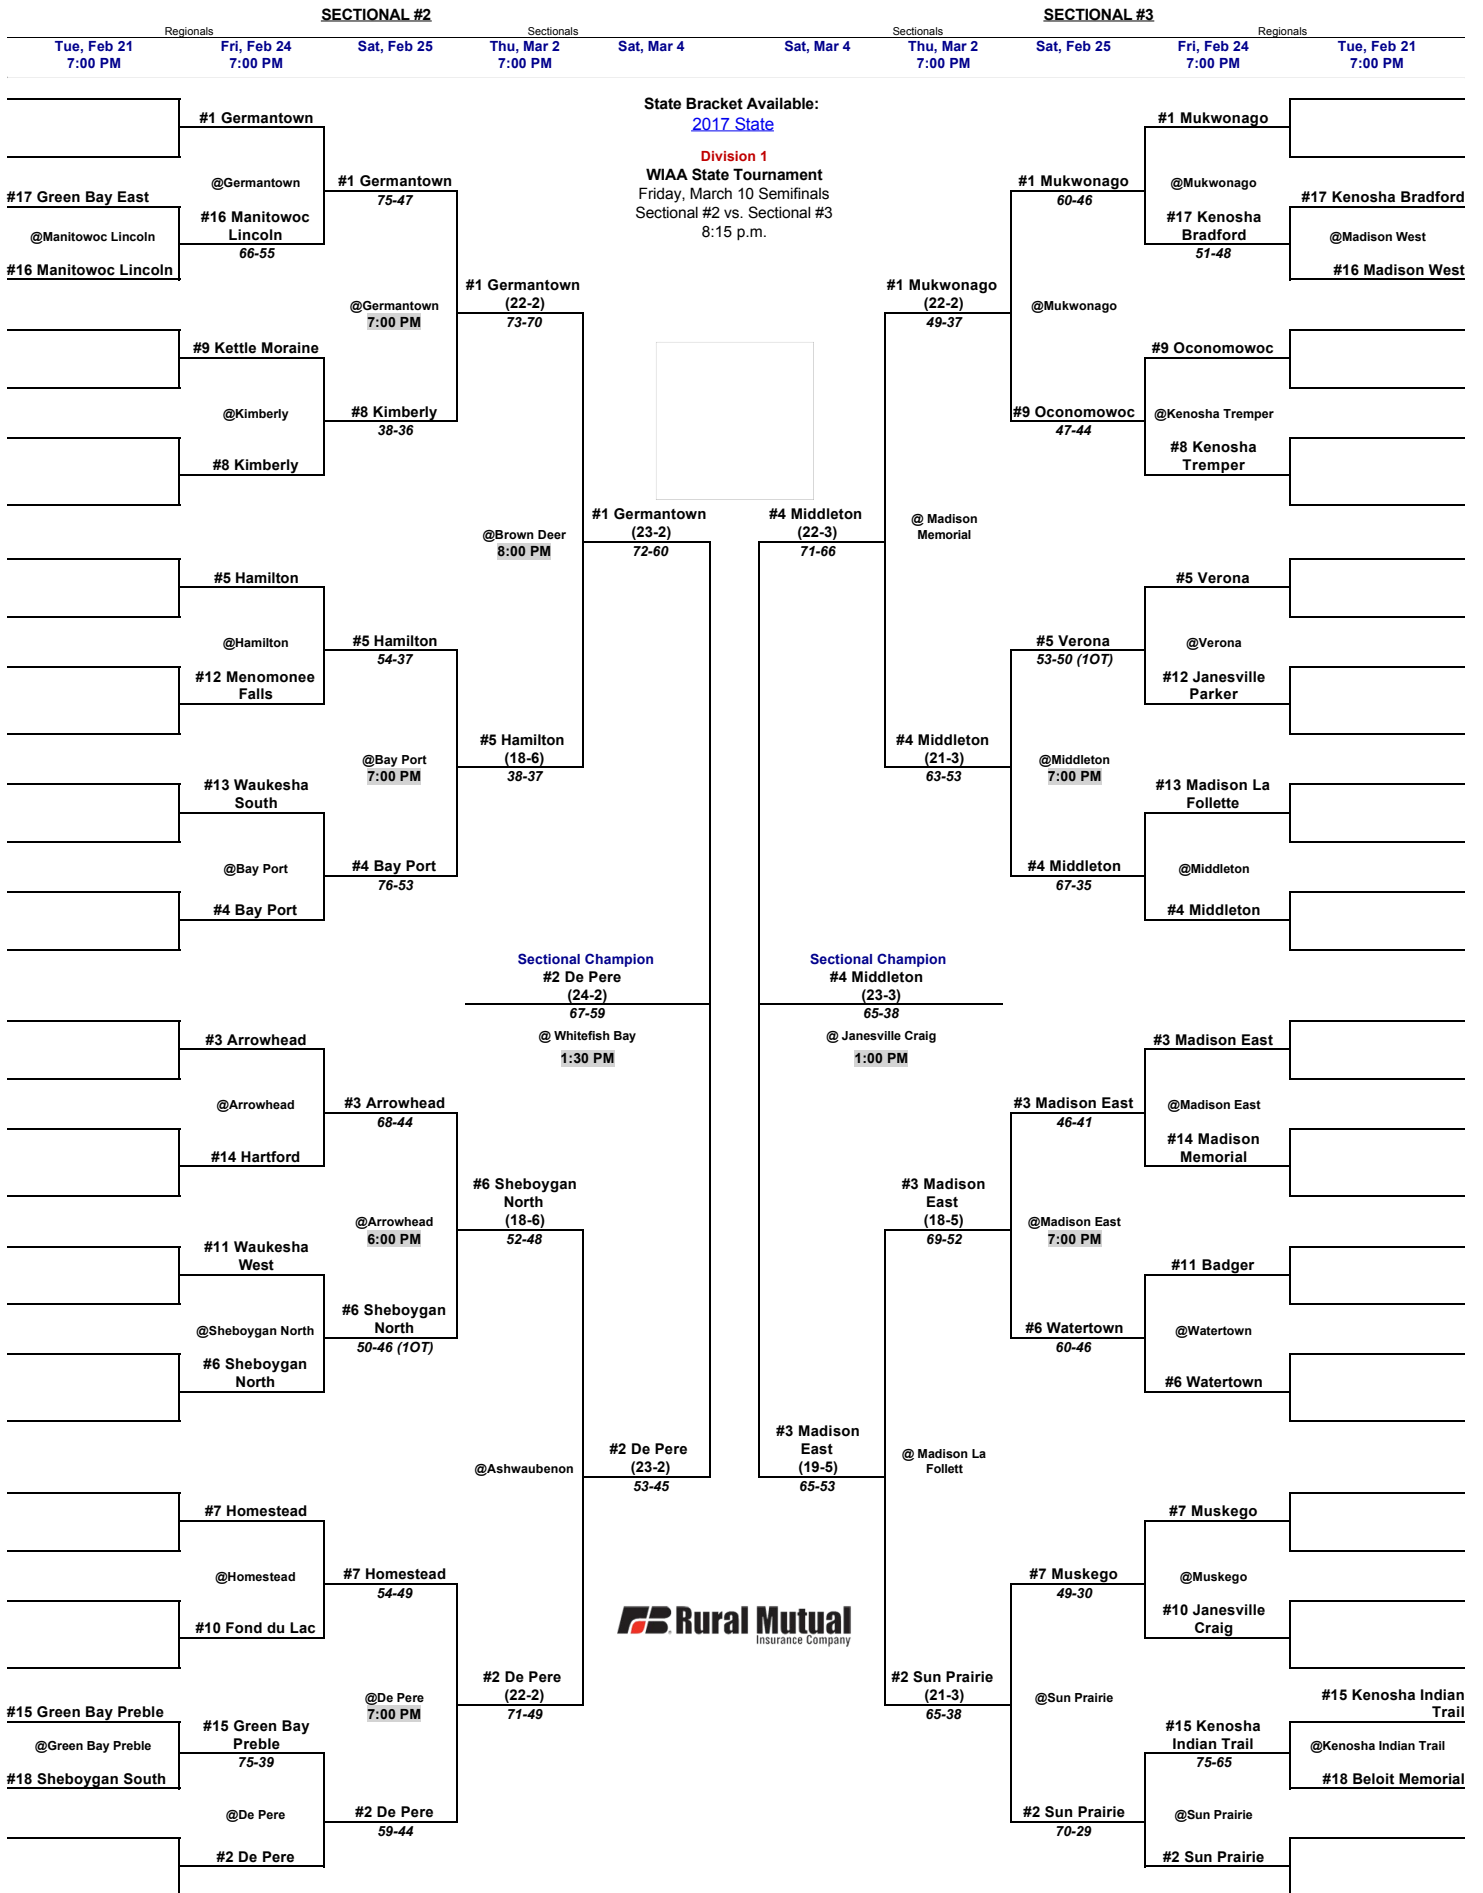 SECTIONAL #2
SECTIONAL #3
Regionals
Sectionals
Sectionals
Regionals
Tue, Feb 21
7:00 PM
Fri, Feb 24
7:00 PM
Sat, Feb 25
Thu, Mar 2
7:00 PM
Sat, Mar 4
Sat, Mar 4
Thu, Mar 2
7:00 PM
Sat, Feb 25
Fri, Feb 24
7:00 PM
Tue, Feb 21
7:00 PM
State Bracket Available:
2017 State
Division 1
WIAA State Tournament
Friday, March 10 Semifinals
Sectional #2 vs. Sectional #3
8:15 p.m.
#17 Green Bay East
@Manitowoc Lincoln
#16 Manitowoc Lincoln
#15 Green Bay Preble
@Green Bay Preble
#18 Sheboygan South
#1 Germantown
@Germantown
#16 Manitowoc
Lincoln
66-55
#9 Kettle Moraine
@Kimberly
#8 Kimberly
#5 Hamilton
@Hamilton
#12 Menomonee
Falls
#13 Waukesha
South
@Bay Port
#4 Bay Port
#3 Arrowhead
@Arrowhead
#14 Hartford
#11 Waukesha
West
@Sheboygan North
#6 Sheboygan
North
#7 Homestead
@Homestead
#10 Fond du Lac
#15 Green Bay
Preble
75-39
@De Pere
#2 De Pere
#1 Germantown
75-47
@Germantown
7:00 PM
#8 Kimberly
38-36
#5 Hamilton
54-37
@Bay Port
7:00 PM
#4 Bay Port
76-53
#3 Arrowhead
68-44
@Arrowhead
6:00 PM
#6 Sheboygan
North
50-46 (1OT)
#7 Homestead
54-49
@De Pere
7:00 PM
#2 De Pere
59-44
#1 Germantown
(22-2)
73-70
@Brown Deer
8:00 PM
#5 Hamilton
(18-6)
38-37
#6 Sheboygan
North
(18-6)
52-48
@Ashwaubenon
#2 De Pere
(22-2)
71-49
#1 Germantown
(23-2)
72-60
Sectional Champion
#2 De Pere
(24-2)
67-59
@ Whitefish Bay
1:30 PM
#2 De Pere
(23-2)
53-45
#4 Middleton
(22-3)
71-66
Sectional Champion
#4 Middleton
(23-3)
65-38
@ Janesville Craig
1:00 PM
#3 Madison
East
(19-5)
65-53
Rural Mutual
Insurance Company
#1 Mukwonago
(22-2)
49-37
@ Madison
Memorial
#4 Middleton
(21-3)
63-53
#3 Madison
East
(18-5)
69-52
@ Madison La
Follett
#2 Sun Prairie
(21-3)
65-38
#1 Mukwonago
60-46
@Mukwonago
#9 Oconomowoc
47-44
#5 Verona
53-50 (1OT)
@Middleton
7:00 PM
#4 Middleton
67-35
#3 Madison East
46-41
@Madison East
7:00 PM
#6 Watertown
60-46
#7 Muskego
49-30
@Sun Prairie
#2 Sun Prairie
70-29
#1 Mukwonago
@Mukwonago
#17 Kenosha
Bradford
51-48
#9 Oconomowoc
@Kenosha Tremper
#8 Kenosha
Tremper
#5 Verona
@Verona
#12 Janesville
Parker
#13 Madison La
Follette
@Middleton
#4 Middleton
#3 Madison East
@Madison East
#14 Madison
Memorial
#11 Badger
@Watertown
#6 Watertown
#7 Muskego
@Muskego
#10 Janesville
Craig
#15 Kenosha
Indian Trail
75-65
@Sun Prairie
#2 Sun Prairie
#17 Kenosha Bradford
@Madison West
#16 Madison West
#15 Kenosha Indian
Trail
@Kenosha Indian Trail
#18 Beloit Memorial